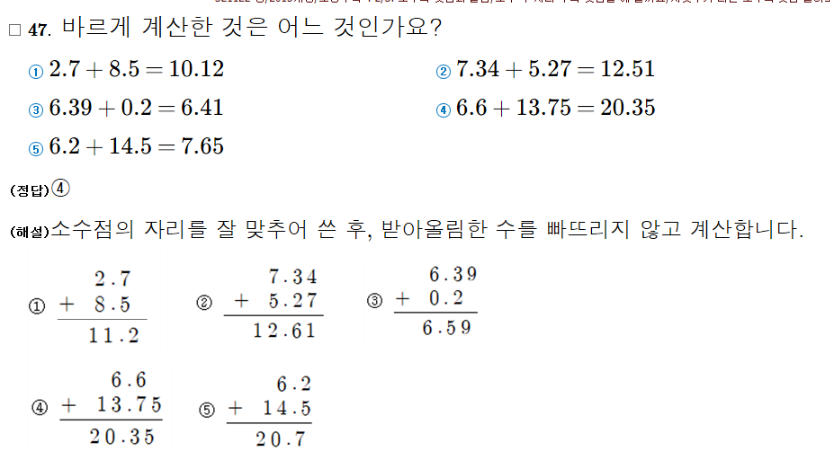 □ 47. 바르게 계산한 것은 어느 것인가요?
① 2.7 + 8.5 = 10.12 ② 7.34 + 5.27 = 12.51
③ 6.39 + 0.2 = 6.41 ④ 6.6 + 13.75 = 20.35
⑤ 6.2 + 14.5 = 7.65
(정답)④
(해설)소수점의 자리를 잘 맞추어 쓴 후, 받아올림한 수를 빠뜨리지 않고 계산합니다.
① 2.7
+ 8.5
11.2
② 7.34
+ 5.27
12.61
③ 6.39
+ 0.2
6.59
④ 6.6
+ 13.75
20.35
⑤ 6.2
+ 14.5
20.7